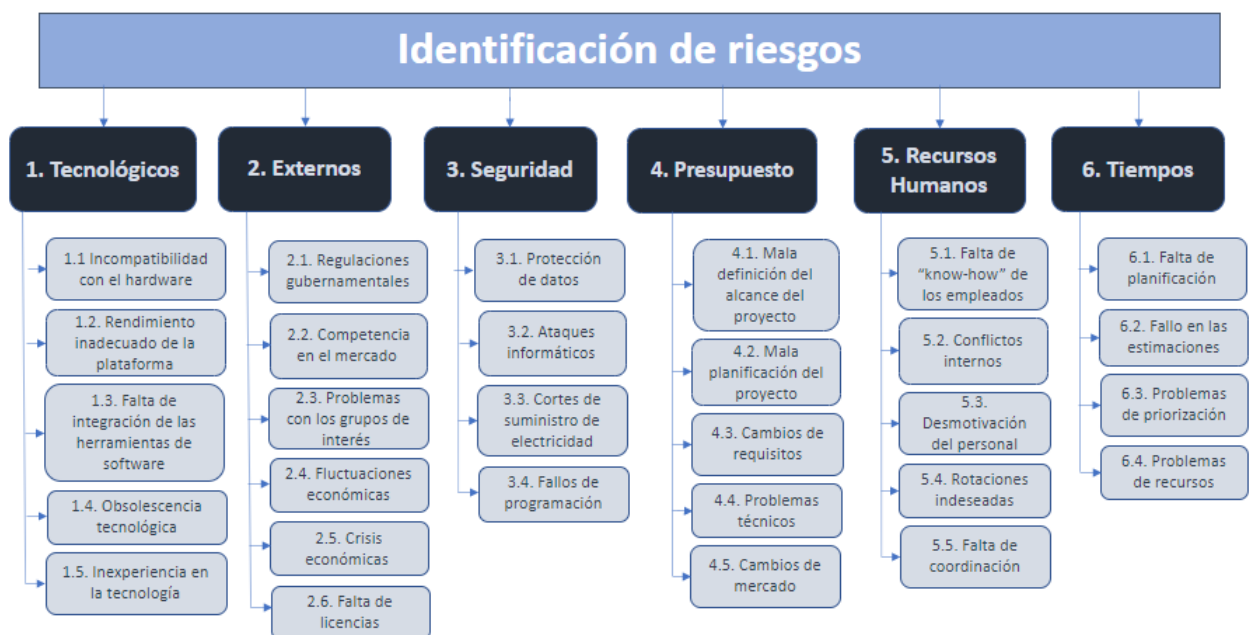 Identificación de riesgos
1. Tecnológicos
1.1 Incompatibilidad
con el hardware
1.2. Rendimiento
inadecuado de la
plataforma
1.3. Falta de
integración de las
herramientas de
software
1.4. Obsolescencia
tecnológica
1.5. Inexperiencia en
la tecnología
2. Externos
2.1. Regulaciones
gubernamentales
2.2. Competencia
en el mercado
2.3. Problemas
con los grupos de
interés
2.4. Fluctuaciones
económicas
2.5. Crisis
económicas
2.6. Falta de
licencias
3. Seguridad
3.1. Protección
de datos
3.2. Ataques
informáticos
3.3. Cortes de
suministro de
electricidad
3.4. Fallos de
programación
4. Presupuesto
4.1. Mala
definición del
alcance del
proyecto
4.2. Mala
planificación del
proyecto
4.3. Cambios de
requisitos
4.4. Problemas
técnicos
4.5. Cambios de
mercado
5. Recursos
Humanos
5.1. Falta de
“know-how” de
los empleados
5.2. Conflictos
internos
5.3.
Desmotivación
del personal
5.4. Rotaciones
indeseadas
5.5. Falta de
coordinación
6. Tiempos
6.1. Falta de
planificación
6.2. Fallo en las
estimaciones
6.3. Problemas
de priorización
6.4. Problemas
de recursos